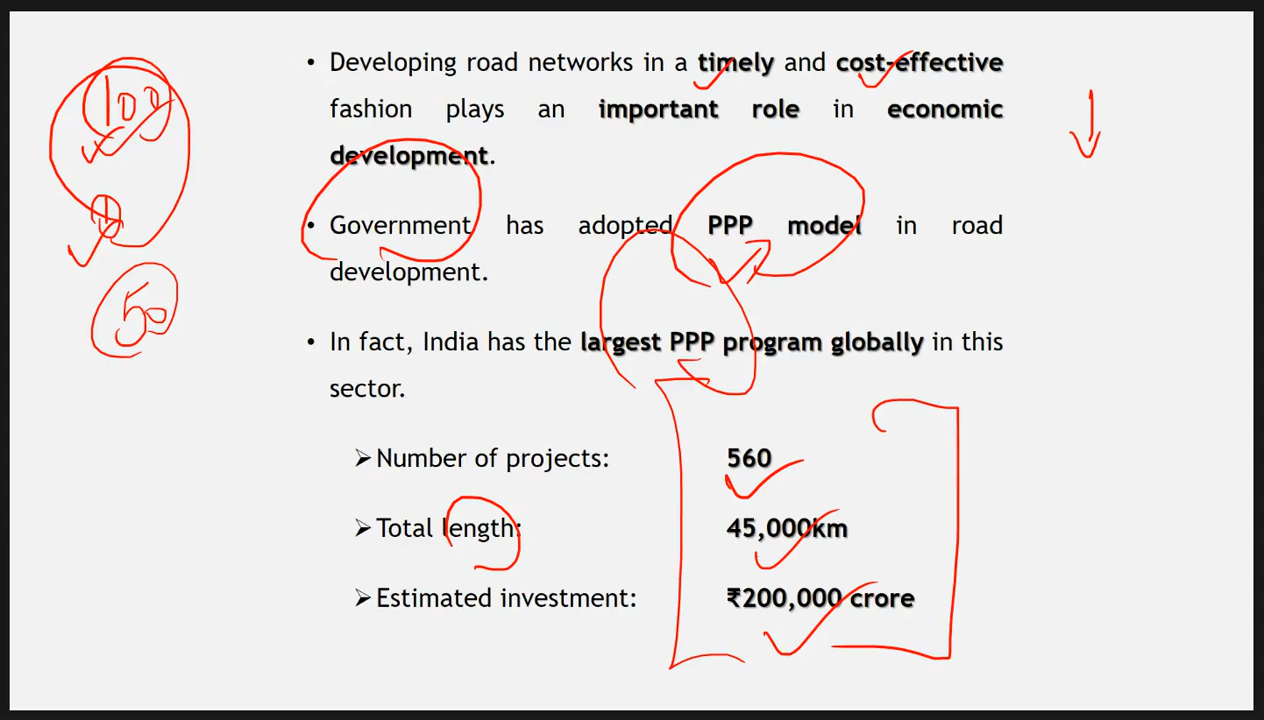 • Developing road networks in a timely and cost-effective
fashion plays an important role in economic
development.
• Government has adopted PPP model in road
development.
• In fact, India has the largest PPP program globally in this
sector.
➢ Number of projects: 560
➢ Total length: 45,000km
➢ Estimated investment: ₹200,000 crore
100
50